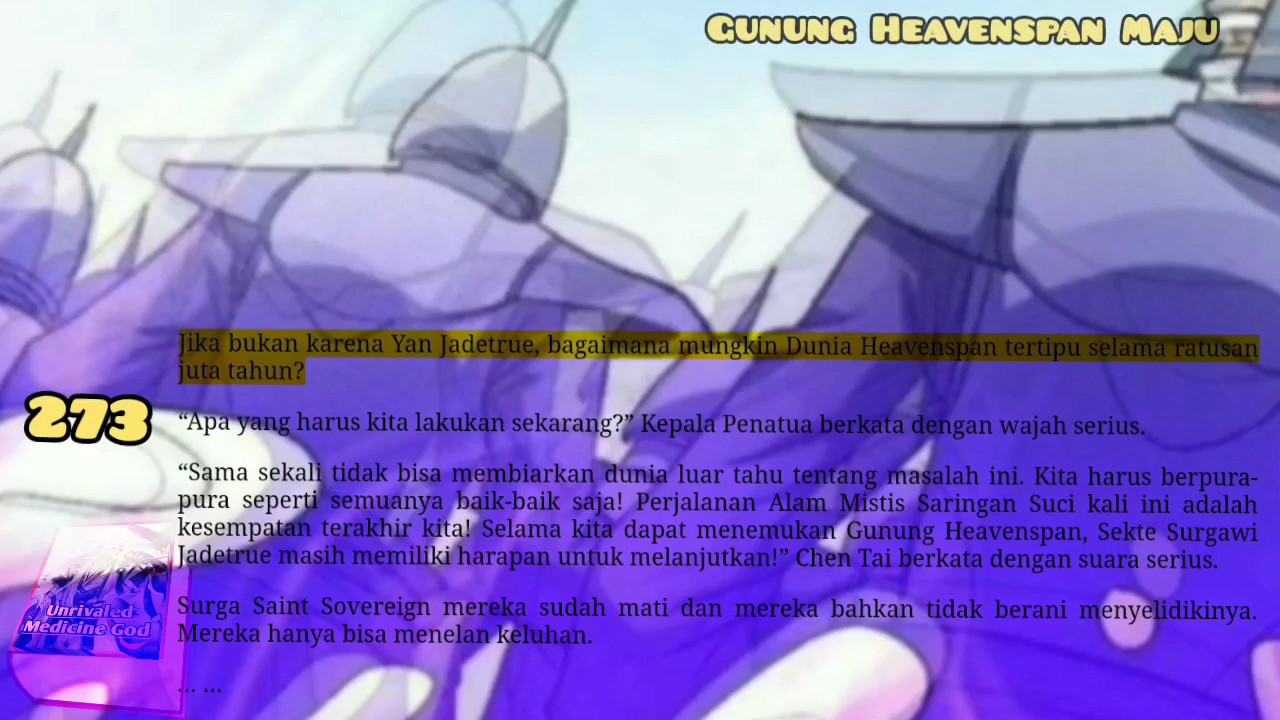 Gunung Heavenspan Maju
Jika bukan karena Yan Jadetrue, bagaimana mungkin Dunia Heavenspan tertipu selama ratusan
juta tahun?
273
“Apa yang harus kita lakukan sekarang?” Kepala Penatua berkata dengan wajah serius.
“Sama sekali tidak bisa membiarkan dunia luar tahu tentang masalah ini. Kita harus berpura-
pura seperti semuanya baik-baik saja! Perjalanan Alam Mistis Saringan Suci kali ini adalah
kesempatan terakhir kita! Selama kita dapat menemukan Gunung Heavenspan, Sekte Surgawi
Jadetrue masih memiliki harapan untuk melanjutkan!” Chen Tai berkata dengan suara serius.
Surga Saint Sovereign mereka sudah mati dan mereka bahkan tidak berani menyelidikinya.
Mereka hanya bisa menelan keluhan.
... ...
Unrivaled
Medicine God